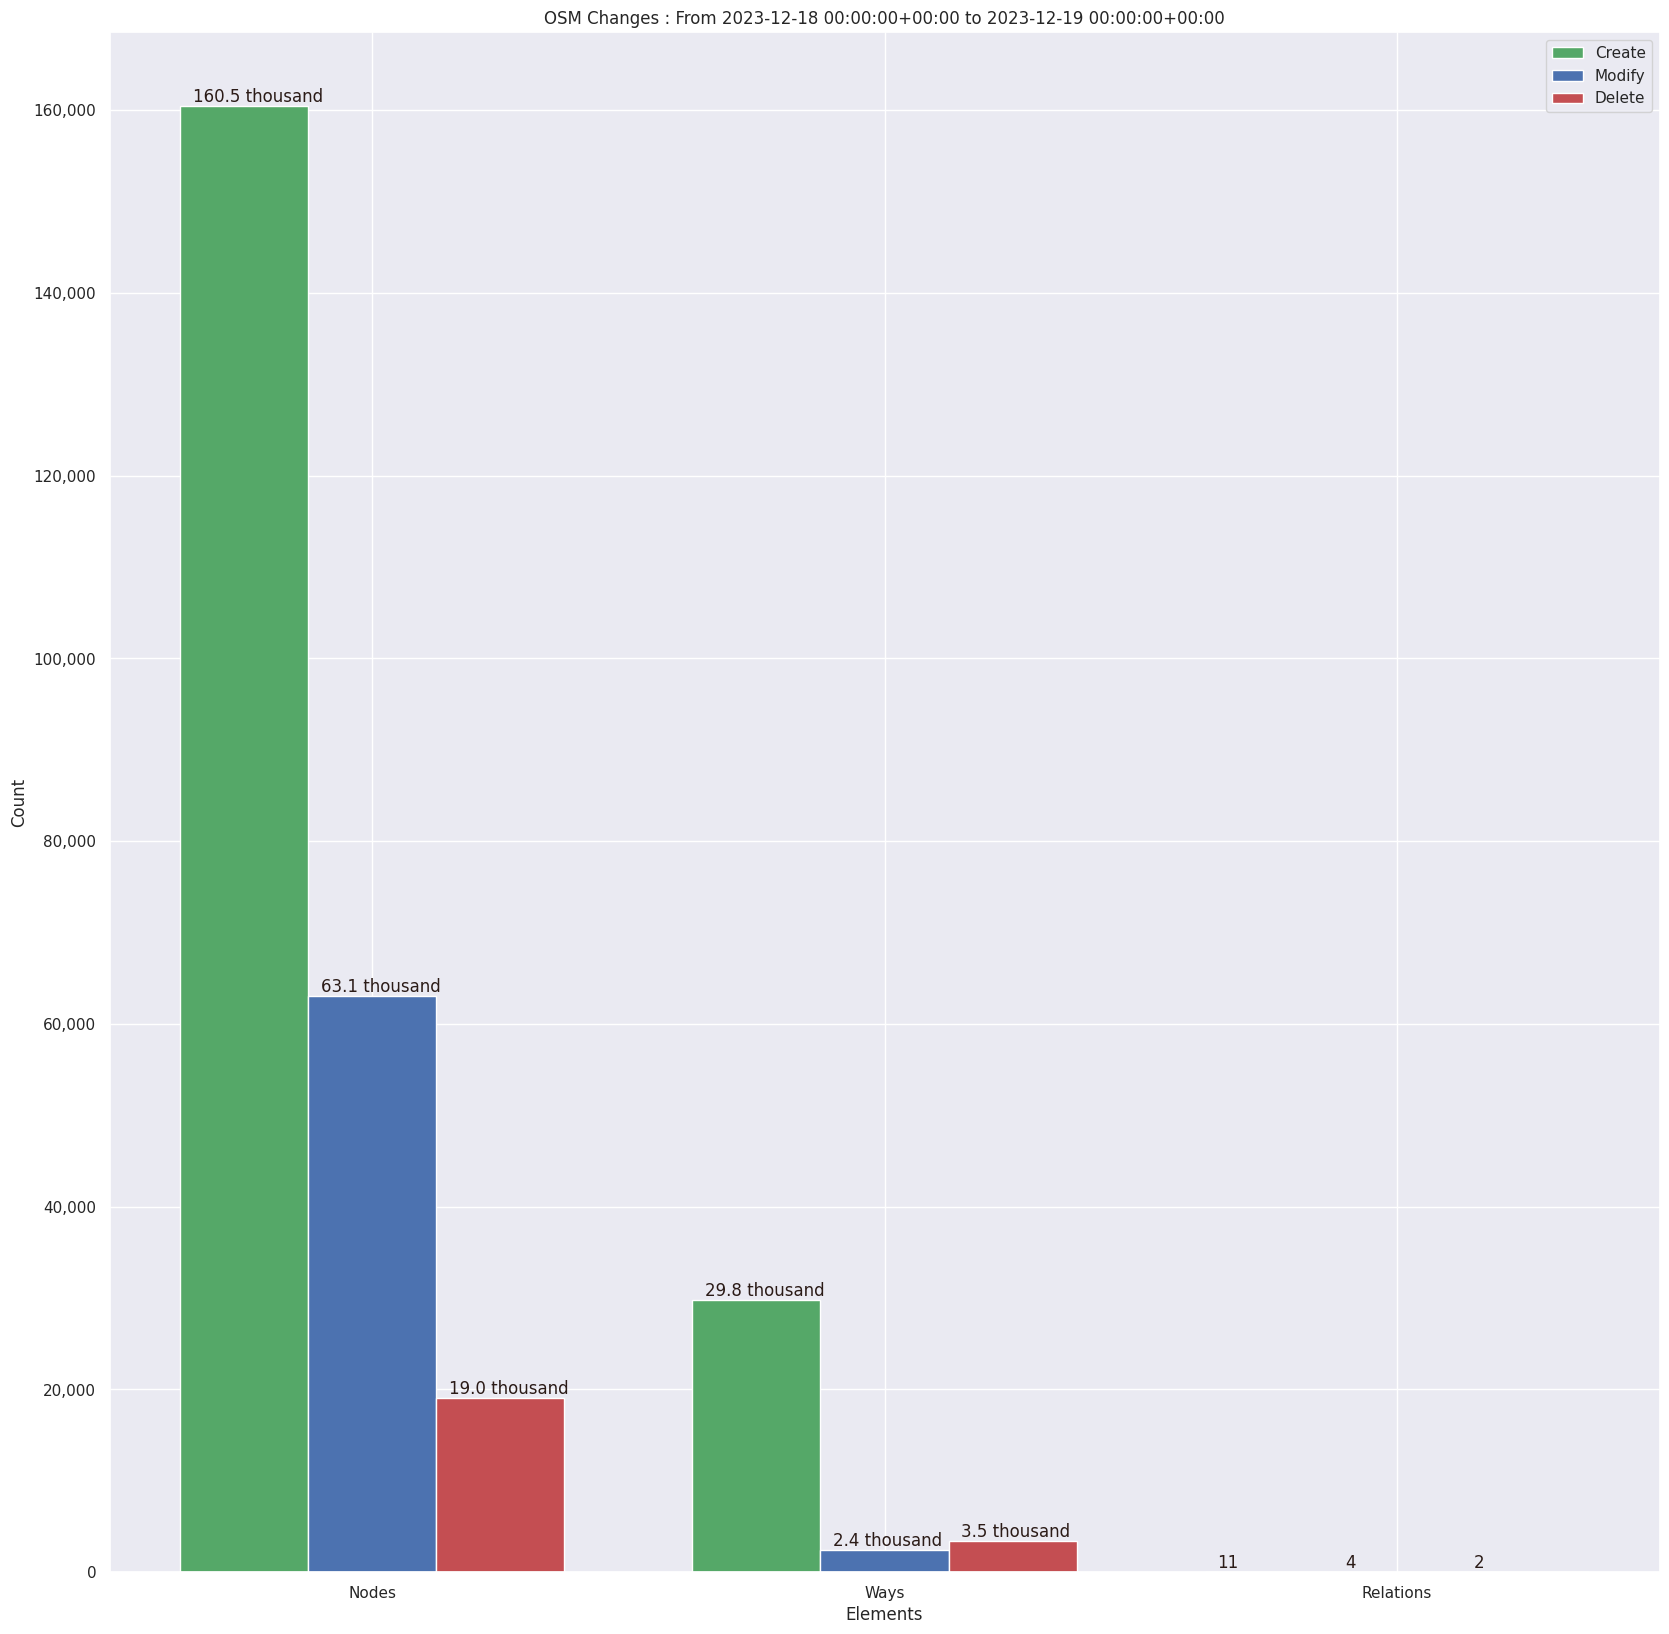 OSM Changes : From 2023-12-18 00:00:00+00:00 to 2023-12-19 00:00:00+00:00
Create
Modify
Delete
160,000
140,000
120,000
100,000
80,000
60,000
40,000
20,000
0
Count
160.5 thousand
63.1 thousand
19.0 thousand
29.8 thousand
2.4 thousand
3.5 thousand
11
4
2
Nodes
Ways
Relations
Elements